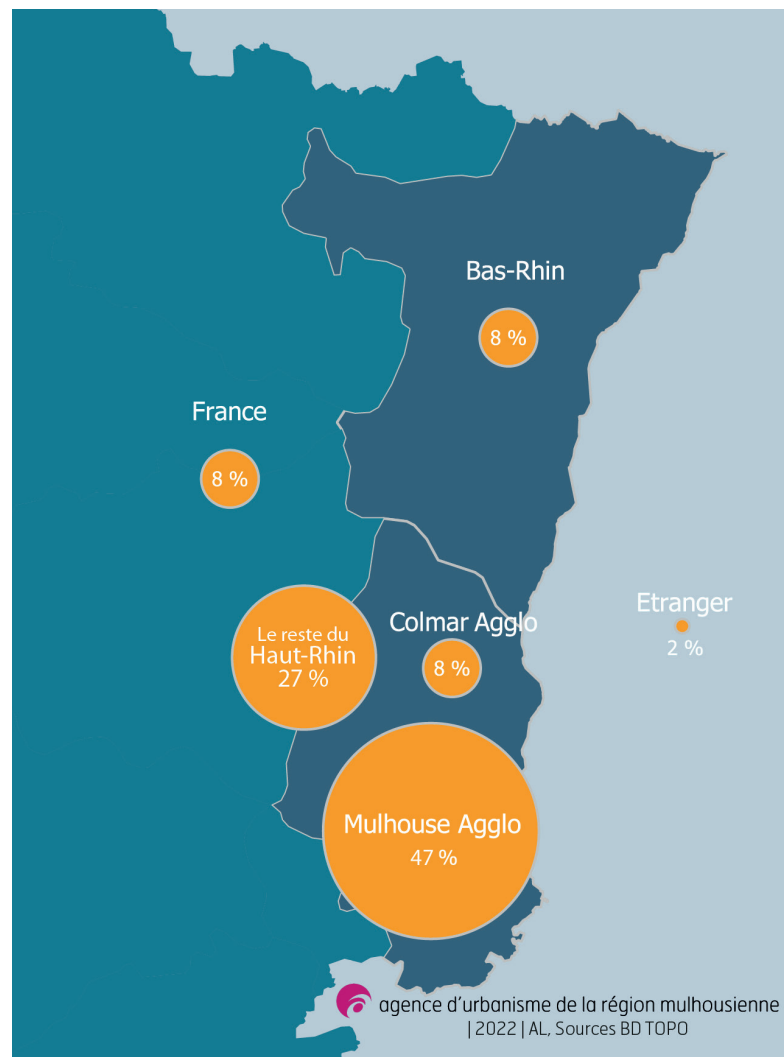 Bas-Rhin
8 %
France
8 %
Le reste du
Haut-Rhin
27 %
Colmar Agglo
8 %
Etranger
2 %
Mulhouse Agglo
47 %
agence d'urbanisme de la région mulhousienne
| 2022 | AL, Sources BD TOPO